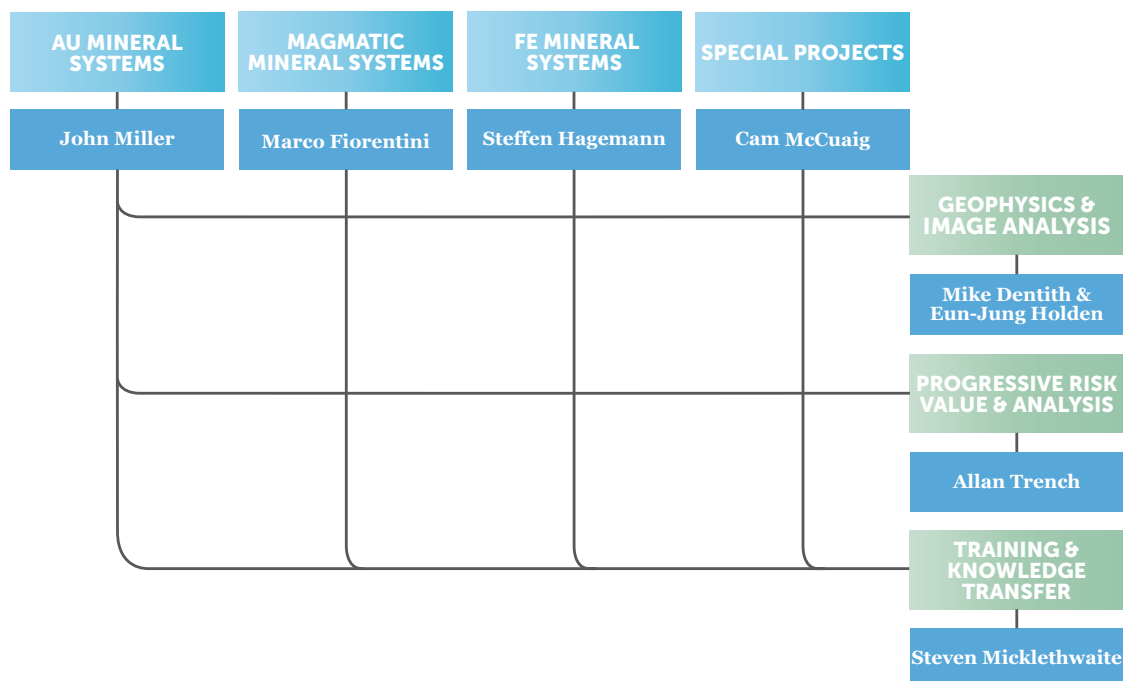 AU MINERAL
SYSTEMS
MAGMATIC
MINERAL SYSTEMS
FE MINERAL
SYSTEMS
SPECIAL PROJECTS
John Miller
Marco Fiorentini
Steffen Hagemann
Cam McCuaig
GEOPHYSICS &
IMAGE ANALYSIS
Mike Dentith &
Eun-Jung Holden
PROGRESSIVE RISK
VALUE & ANALYSIS
Allan Trench
TRAINING &
KNOWLEDGE
TRANSFER
Steven Micklethwaite